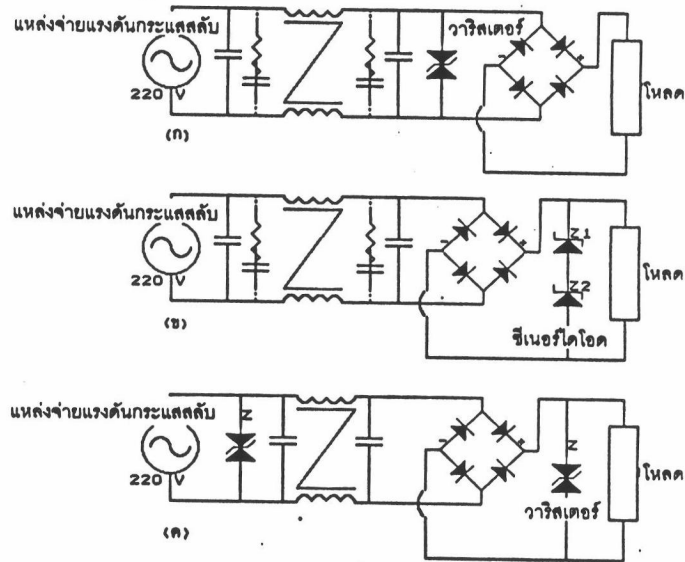 แหล่งจ่ายแรงดันกระแสสลับ
วาริสเตอร์
220 V
โหลด
(ก)
แหล่งจ่ายแรงดันกระแสสลับ
220 V
Z1
Z2
โหลด
ซีเนอร์ไดโอด
(ข)
แหล่งจ่ายแรงดันกระแสสลับ
Z
220 V
Z
โหลด
วาริสเตอร์
(ค)